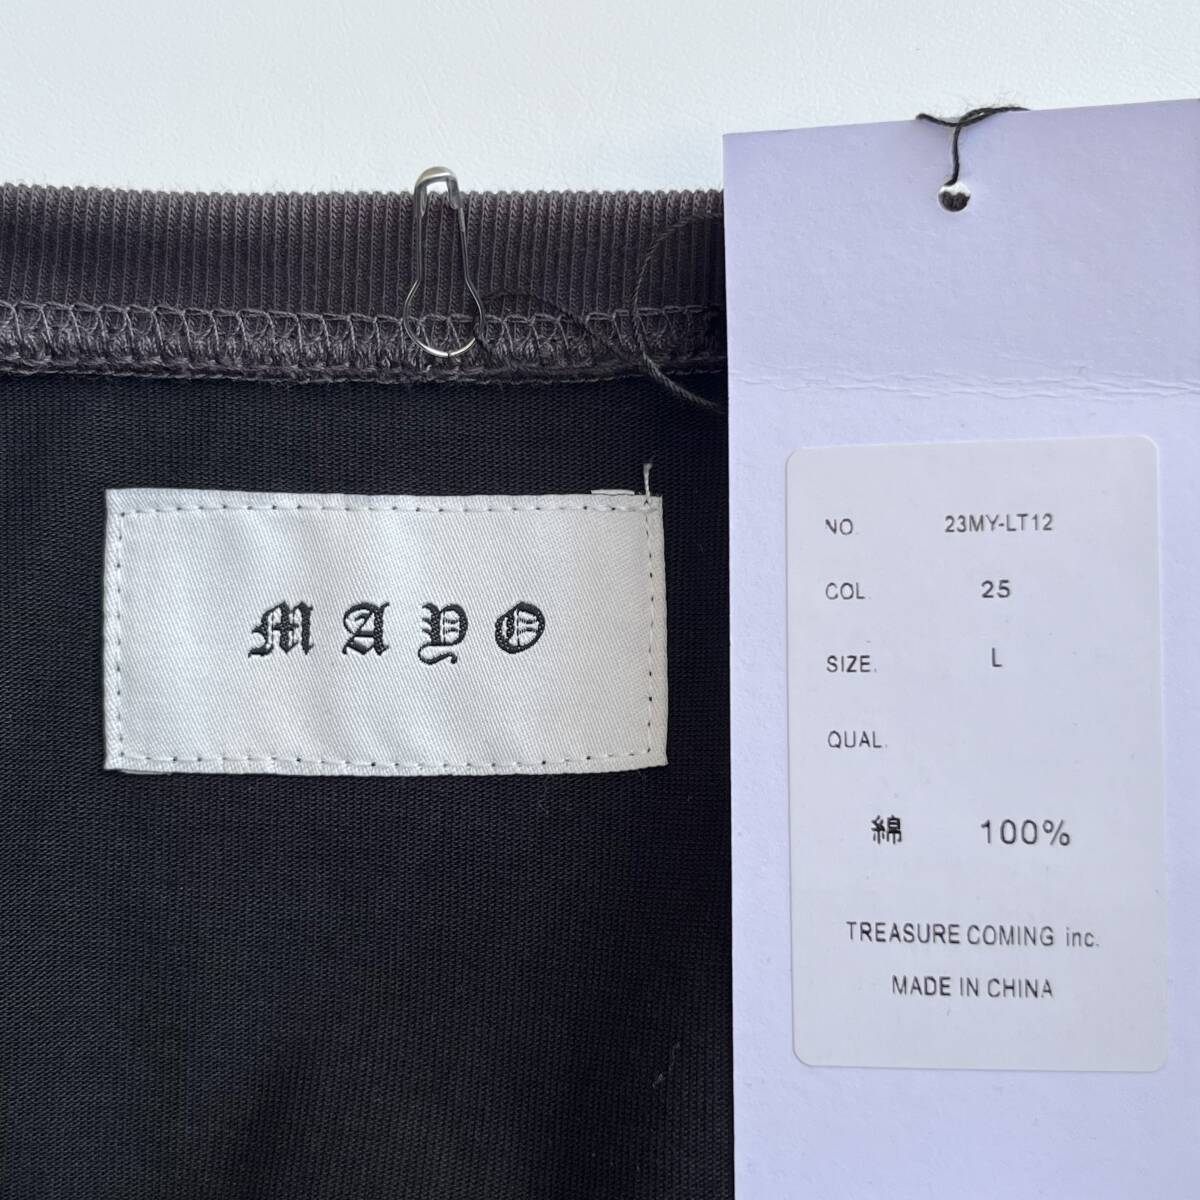 MAYO
NO. 23MY-LT12
COL. 25
SIZE. L
QUAL.
綿 100%
TREASURE COMING inc.
MADE IN CHINA